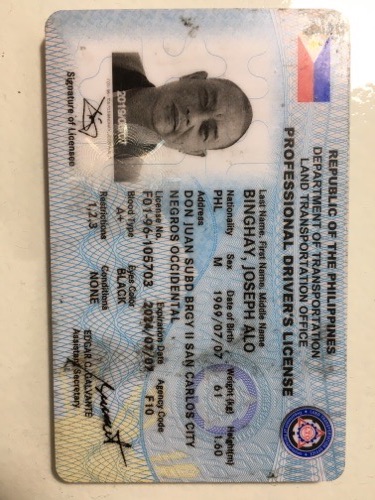 REPUBLIC OF THE PHILIPPINES
DEPARTMENT OF TRANSPORTATION
LAND TRANSPORTATION OFFICE
PROFESSIONAL DRIVER'S LICENSE
Last Name, First Name, Middle Name
BINGHAY, JOSEPH ALO
Nationality Sex Date of Birth Weight (kg) Height(m)
PHL M 1969/07/07 61 1.60
Address
DON JUAN SUBD BRGY II SAN CARLOS CITY
NEGROS OCCIDENTAL
License No. Expiration Date Agency Code
F01-76-105703 2024/07/07 F10
Blood Type Eyes Color
A+ BLACK
Restrictions Conditions
1,2,3 NONE
2019/05/07
Signature of Licensee
EDGAR C. GALVANTE
Assistant Secretary